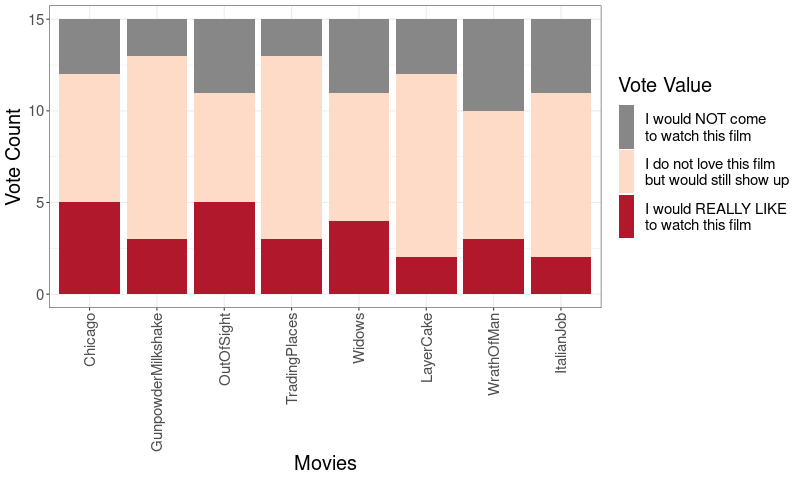 15
10
5
0
Vote Count
Chicago
GunpowderMilkshake
OutOfSight
TradingPlaces
Widows
LayerCake
WrathOfMan
ItalianJob
Movies
Vote Value
I would NOT come
to watch this film
I do not love this film
but would still show up
I would REALLY LIKE
to watch this film